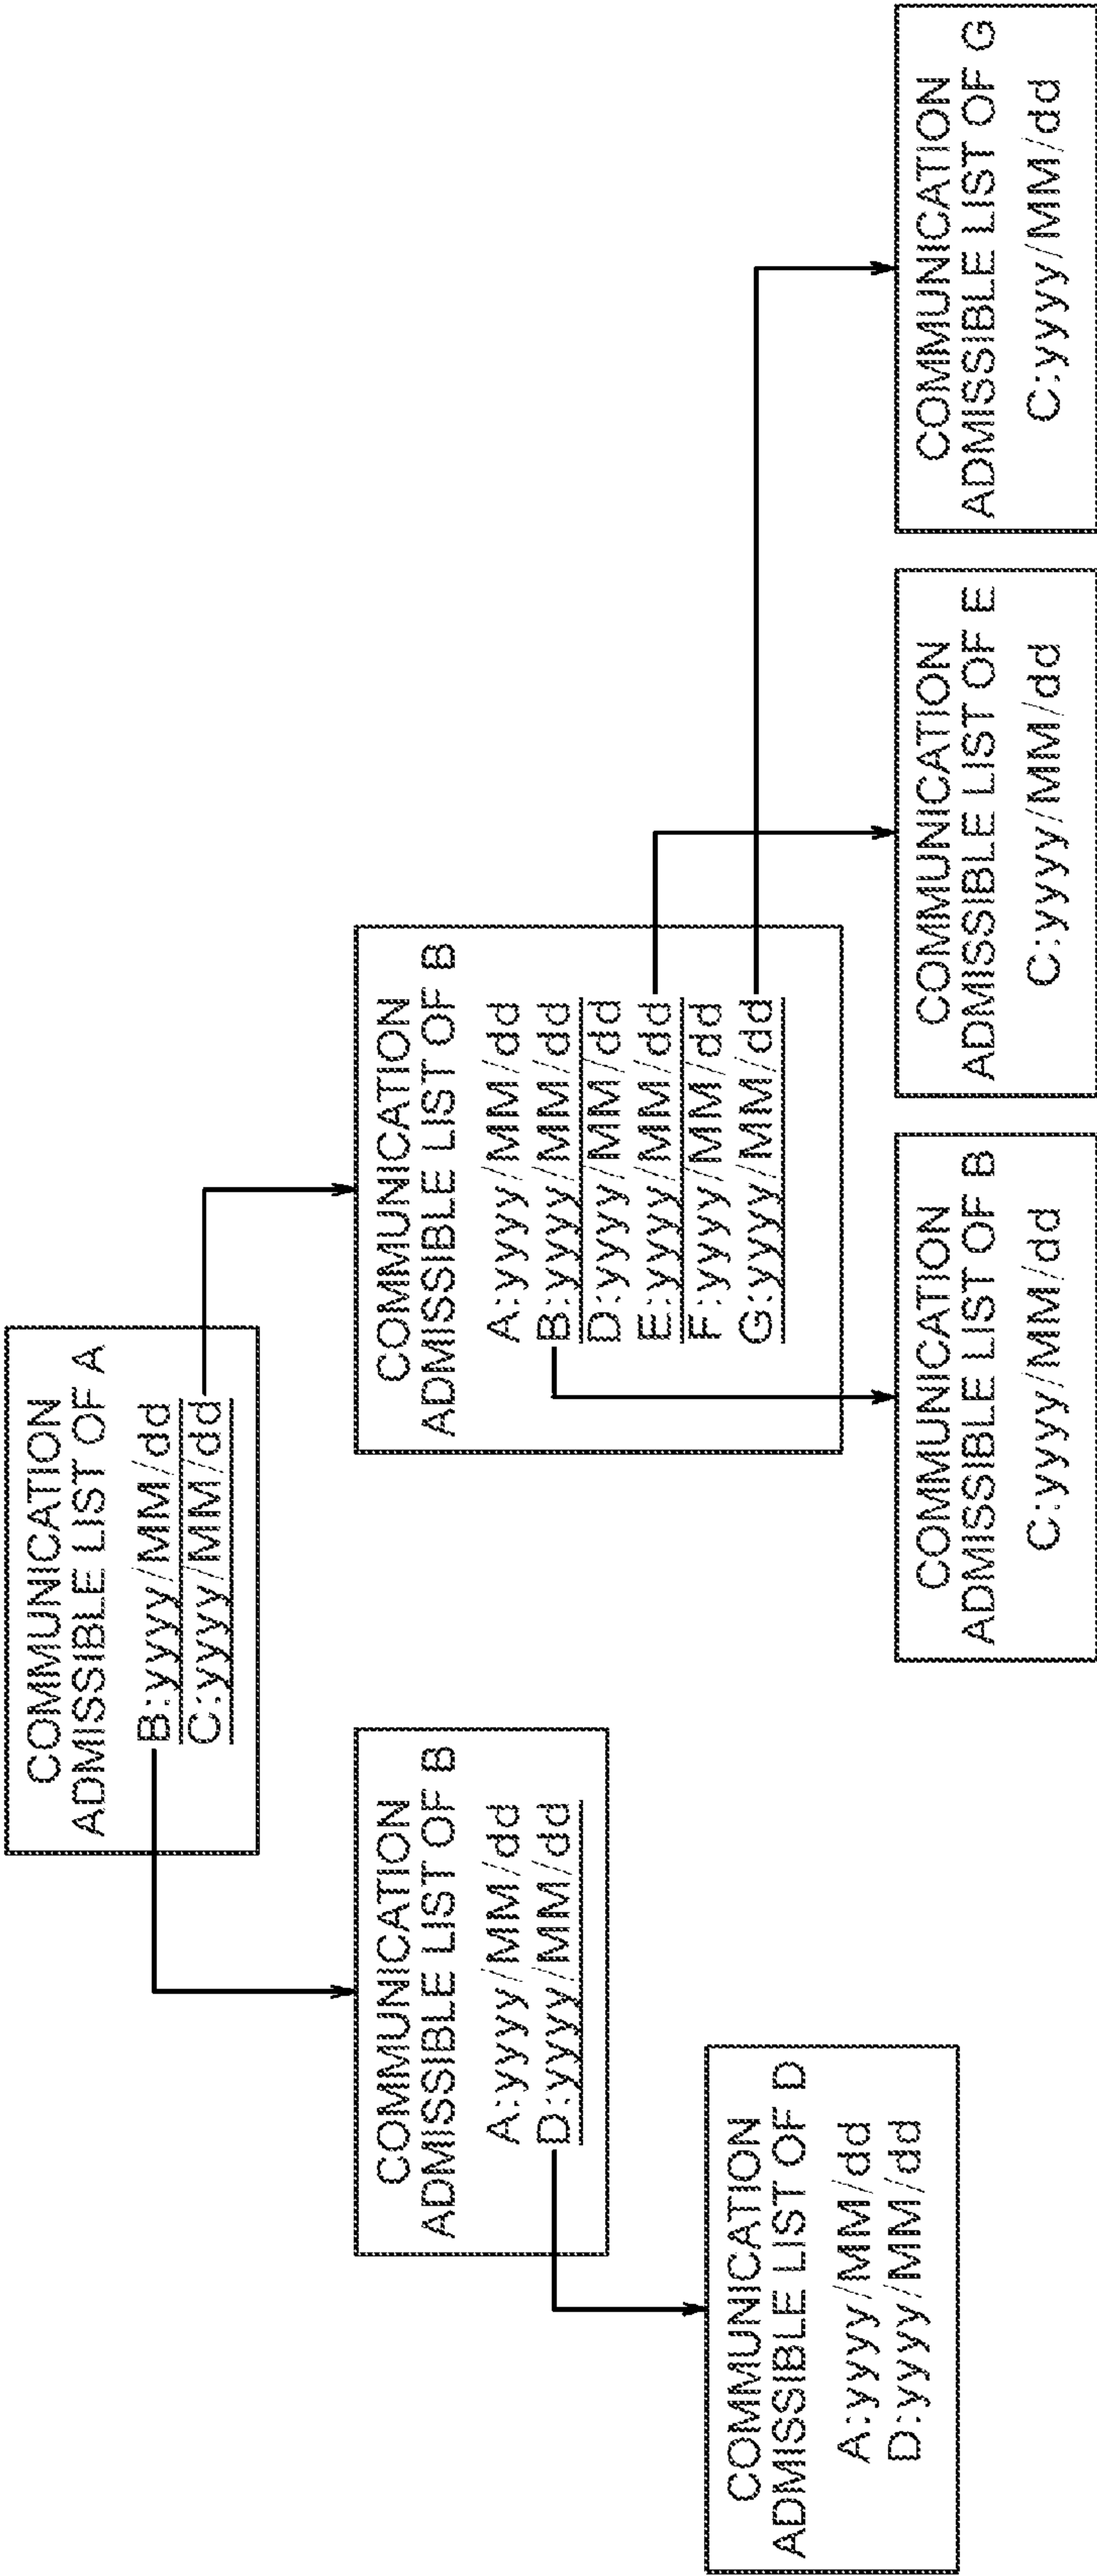 COMMUNICATION
ADMISSIBLE LIST OF A
B:yyyy/MM/dd
C:yyyy/MM/dd
COMMUNICATION
ADMISSIBLE LIST OF B
A:yyyy/MM/dd
D:yyyy/MM/dd
COMMUNICATION
ADMISSIBLE LIST OF B
A:yyyy/MM/dd
B:yyyy/MM/dd
D:yyyy/MM/dd
E:yyyy/MM/dd
F:yyyy/MM/dd
G:yyyy/MM/dd
COMMUNICATION
ADMISSIBLE LIST OF D
A:yyyy/MM/dd
D:yyyy/MM/dd
COMMUNICATION
ADMISSIBLE LIST OF B
C:yyyy/MM/dd
COMMUNICATION
ADMISSIBLE LIST OF E
C:yyyy/MM/dd
COMMUNICATION
ADMISSIBLE LIST OF G
C:yyyy/MM/dd